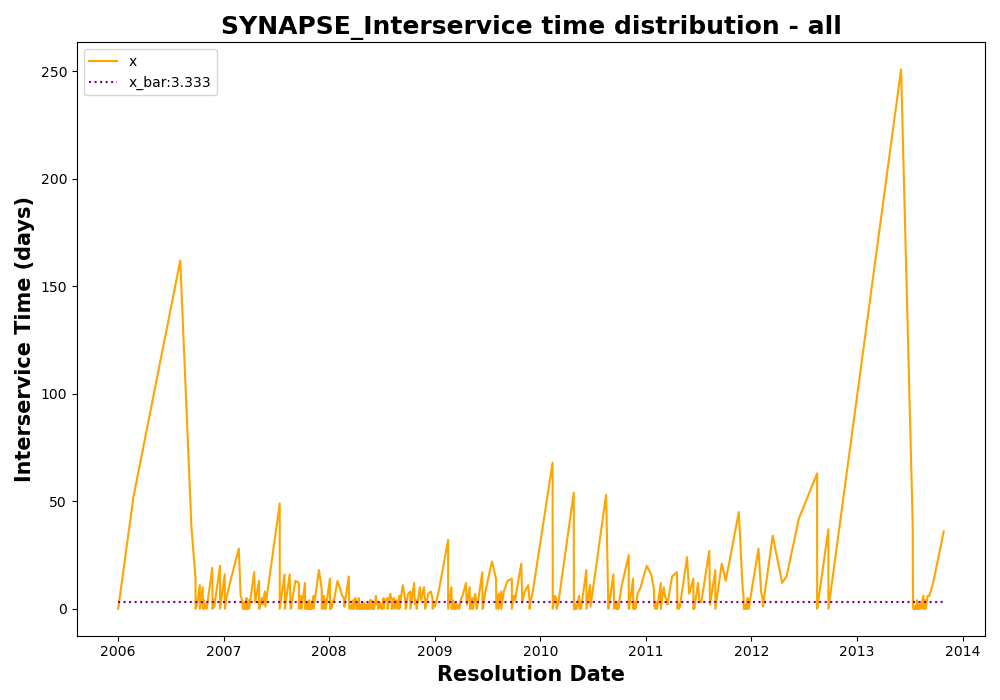 SYNAPSE_Interservice time distribution - all
x
x_bar:3.333
Interservice Time (days)
250
200
150
100
50
0
2006 2007 2008 2009 2010 2011 2012 2013 2014
Resolution Date